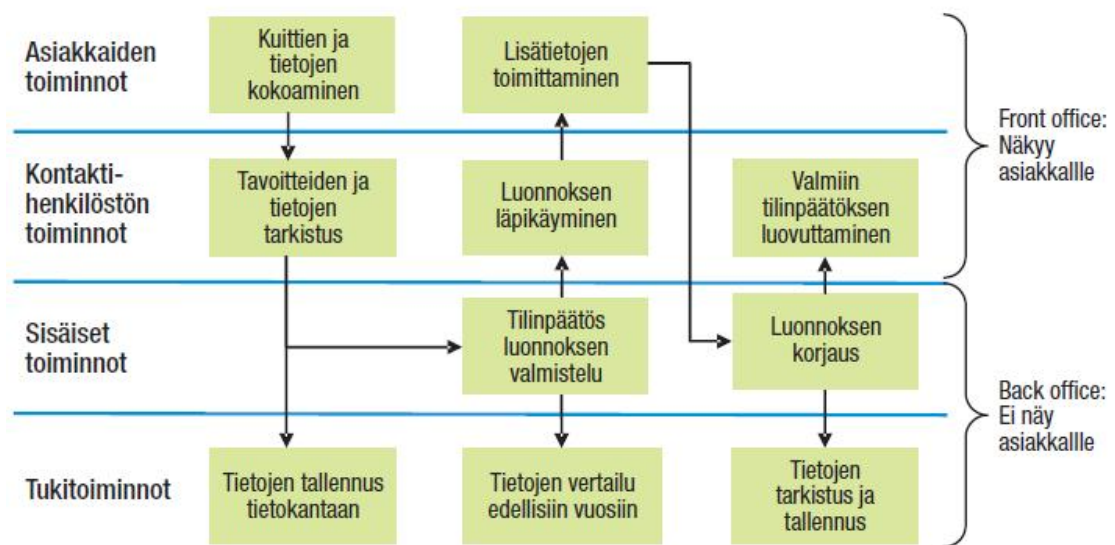 Asiakkaiden
toiminnot
Kuittien ja
tietojen
kokoaminen
Lisätietojen
toimittaminen
Front office:
Näkyy
asiakkallle
Kontakti-
henkilöstön
toiminnot
Tavoitteiden ja
tietojen
tarkistus
Luonnoksen
läpikäyminen
Valmiin
tilinpäätöksen
luovuttaminen
Sisäiset
toiminnot
Tilinpäätös
luonnoksen
valmistelu
Luonnoksen
korjaus
Back office:
Ei näy
asiakkallle
Tukitoiminnot
Tietojen tallennus
tietokantaan
Tietojen vertailu
edellisiin vuosiin
Tietojen
tarkistus ja
tallennus